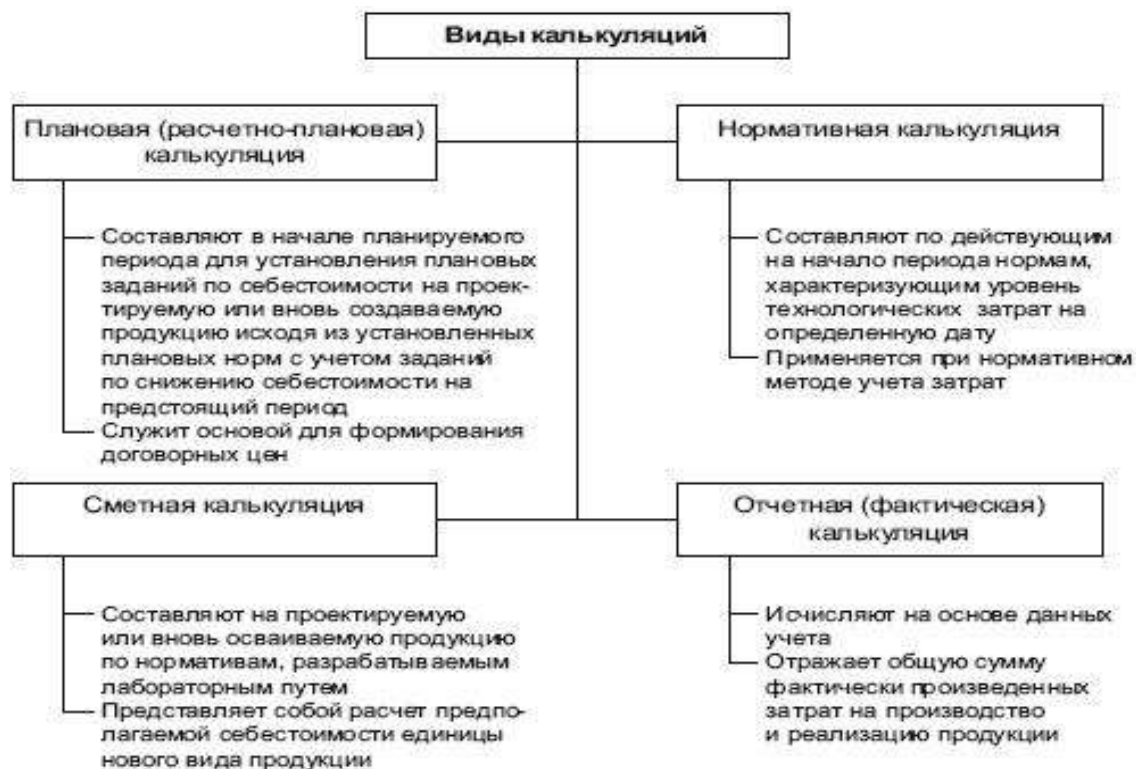 Виды калькуляций
Плановая (расчетно-плановая)
калькуляция
Составляют в начале планируемого
периода для установления плановых
заданий по себестоимости на проек-
тируемую или вновь создаваемую
продукцию исходя из установленных
плановых норм с учетом заданий
по снижению себестоимости на
предстоящий период
Служит основой для формирования
договорных цен
Нормативная калькуляция
Составляют по действующим
на начало периода нормам,
характеризующим уровень
технологических затрат на
определенную дату
Применяется при нормативном
методе учета затрат
Сметная калькуляция
Составляют на проектируемую
или вновь осваиваемую продукцию
по нормативам, разрабатываемым
лабораторным путем
Представляет собой расчет предпо-
лагаемой себестоимости единицы
нового вида продукции
Отчетная (фактическая)
калькуляция
Исчисляют на основе данных
учета
Отражает общую сумму
фактически произведенных
затрат на производство
и реализацию продукции